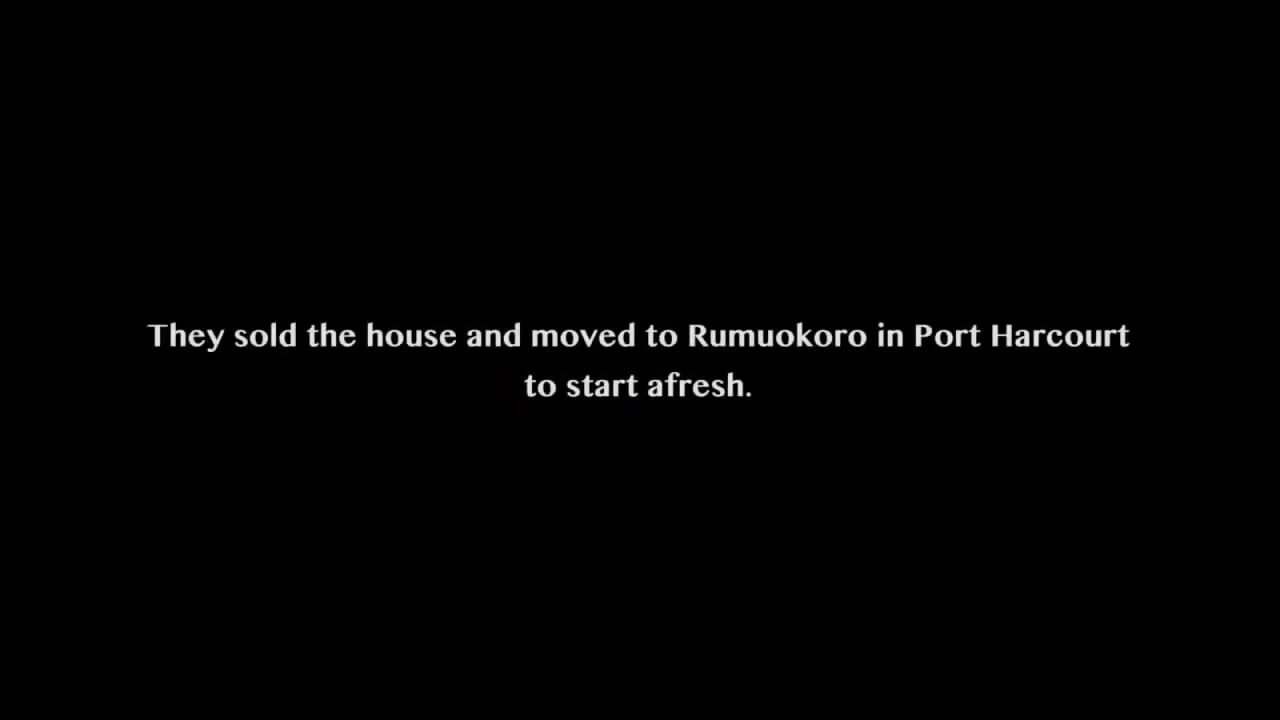 They sold the house and moved to Rumuokoro in Port Harcourt
to start afresh.